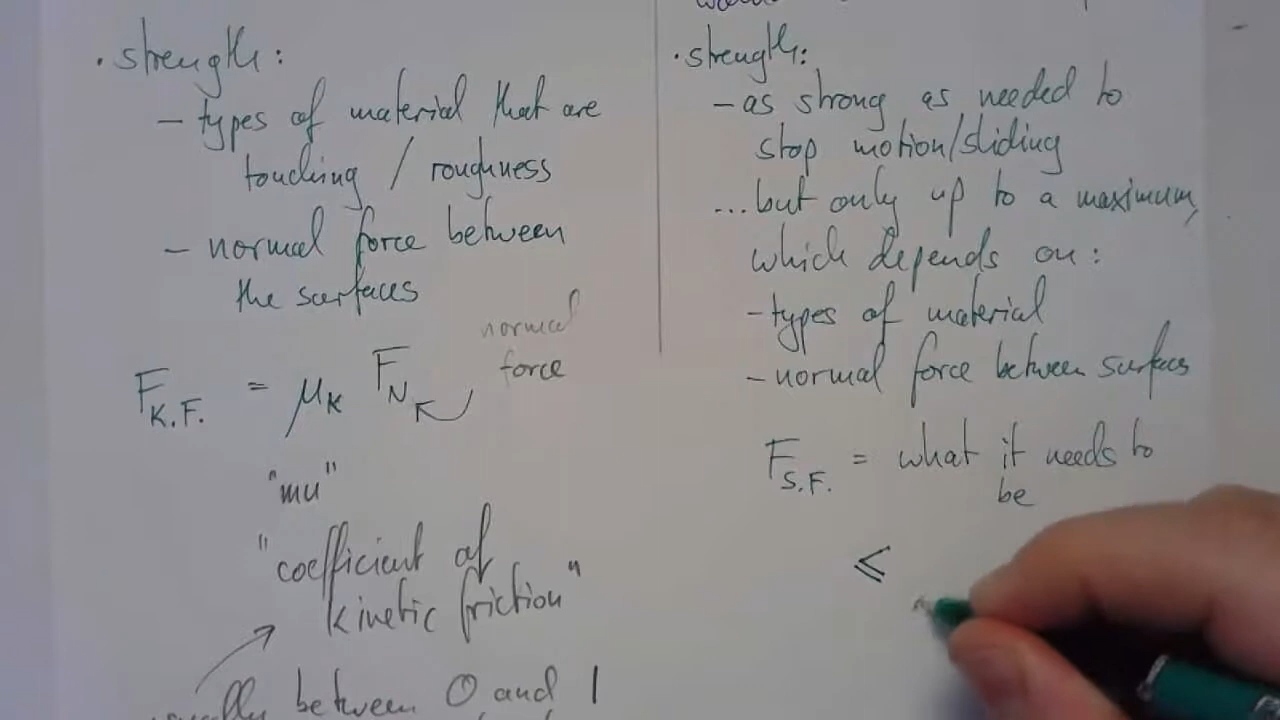 · strength:
- types of material that are
touching / roughness
- normal force between
the surfaces
normal
force
F K.F. = μK FN
"mu"
"coefficient of
kinetic friction"
between 0 and 1
· strength:
- as strong as needed to
stop motion/sliding
...but only up to a maximum,
which depends on:
- types of material
- normal force between surfaces
F S.F. = what it needs to
be
≤